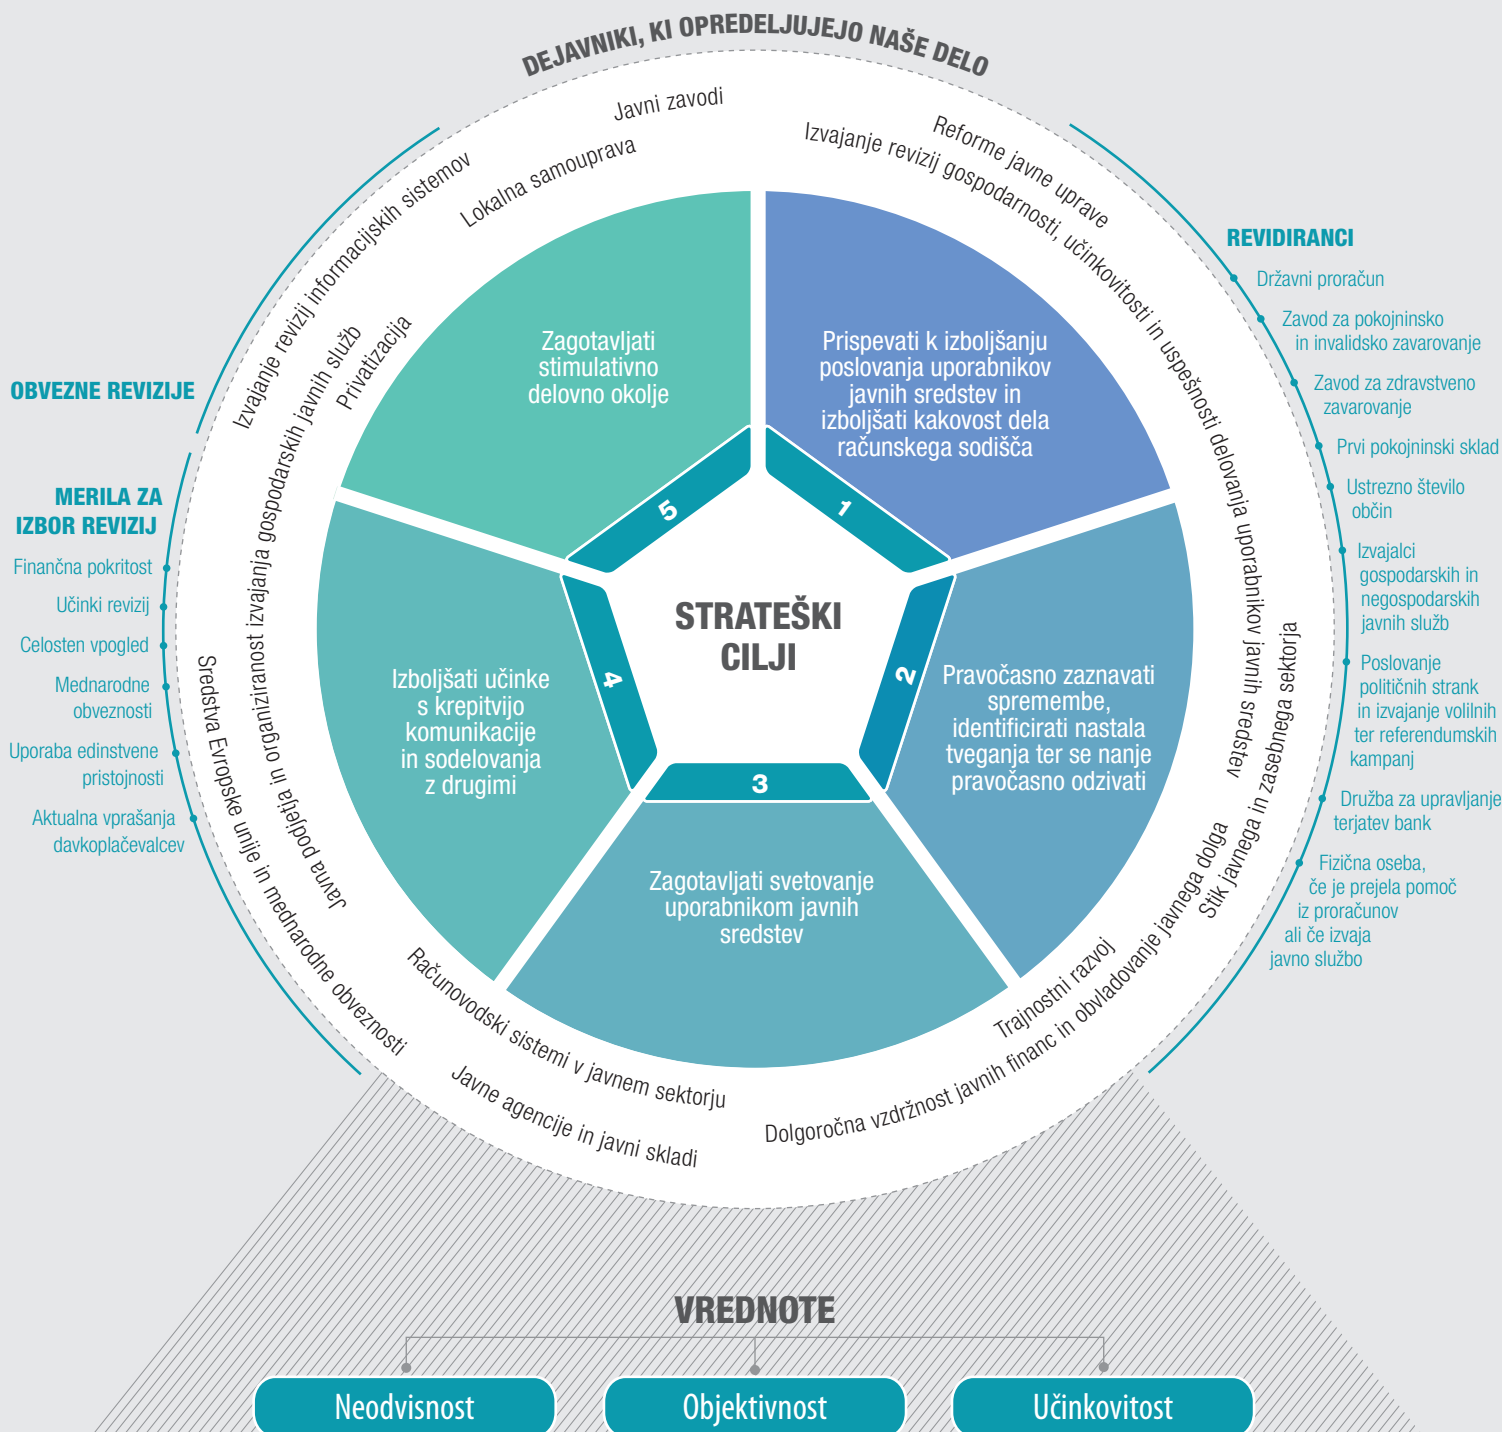 DEJAVNIKI, KI OPREDELJUJEJO NAŠE DELO
Javni zavodi
Lokalna samouprava
Reforme javne uprave
Izvajanje revizij gospodarnosti, učinkovitosti in uspešnosti delovanja uporabnikov javnih sredstev
Stik javnega in zasebnega sektorja
Trajnostni razvoj
Dolgoročna vzdržnost javnih financ in obvladovanje javnega dolga
Računovodski sistemi v javnem sektorju
Javne agencije in javni skladi
Sredstva Evropske unije in mednarodne obveznosti
Javna podjetja in organiziranost izvajanja gospodarskih javnih služb
Privatizacija
Izvajanje revizij informacijskih sistemov
OBVEZNE REVIZIJE
MERILA ZA
IZBOR REVIZIJ
Finančna pokritost
Učinki revizij
Celosten vpogled
Mednarodne
obveznosti
Uporaba edinstvene
pristojnosti
Aktualna vprašanja
davkoplačevalcev
STRATEŠKI
CILJI
1
Prispevati k izboljšanju
poslovanja uporabnikov
javnih sredstev in
izboljšati kakovost dela
računskega sodišča
2
Pravočasno zaznavati
spremembe,
identificirati nastala
tveganja ter se nanje
pravočasno odzivati
3
Zagotavljati svetovanje
uporabnikom javnih
sredstev
4
Izboljšati učinke
s krepitvijo
komunikacije
in sodelovanja
z drugimi
5
Zagotavljati
stimulativno
delovno okolje
REVIDIRANCI
Državni proračun
Zavod za pokojninsko
in invalidsko zavarovanje
Zavod za zdravstveno
zavarovanje
Prvi pokojninski sklad
Ustrezno število
občin
Izvajalci
gospodarskih in
negospodarskih
javnih služb
Poslovanje
političnih strank
in izvajanje volilnih
ter referendumskih
kampanj
Družba za upravljanje
terjatev bank
Fizična oseba,
če je prejela pomoč
iz proračunov
ali če izvaja
javno službo
VREDNOTE
Neodvisnost
Objektivnost
Učinkovitost